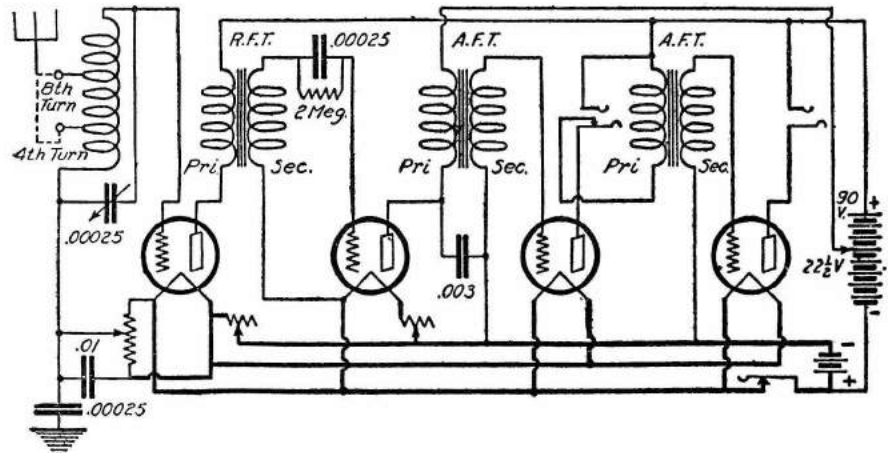 R.F.T.
.00025
A.F.T.
A.F.T.
8th
Turn
2 Meg.
4th Turn
Pri
Sec.
Pri
Sec.
Pri
Sec.
.00025
90
V.
+
22½V
.003
-
.01
-
+
.00025